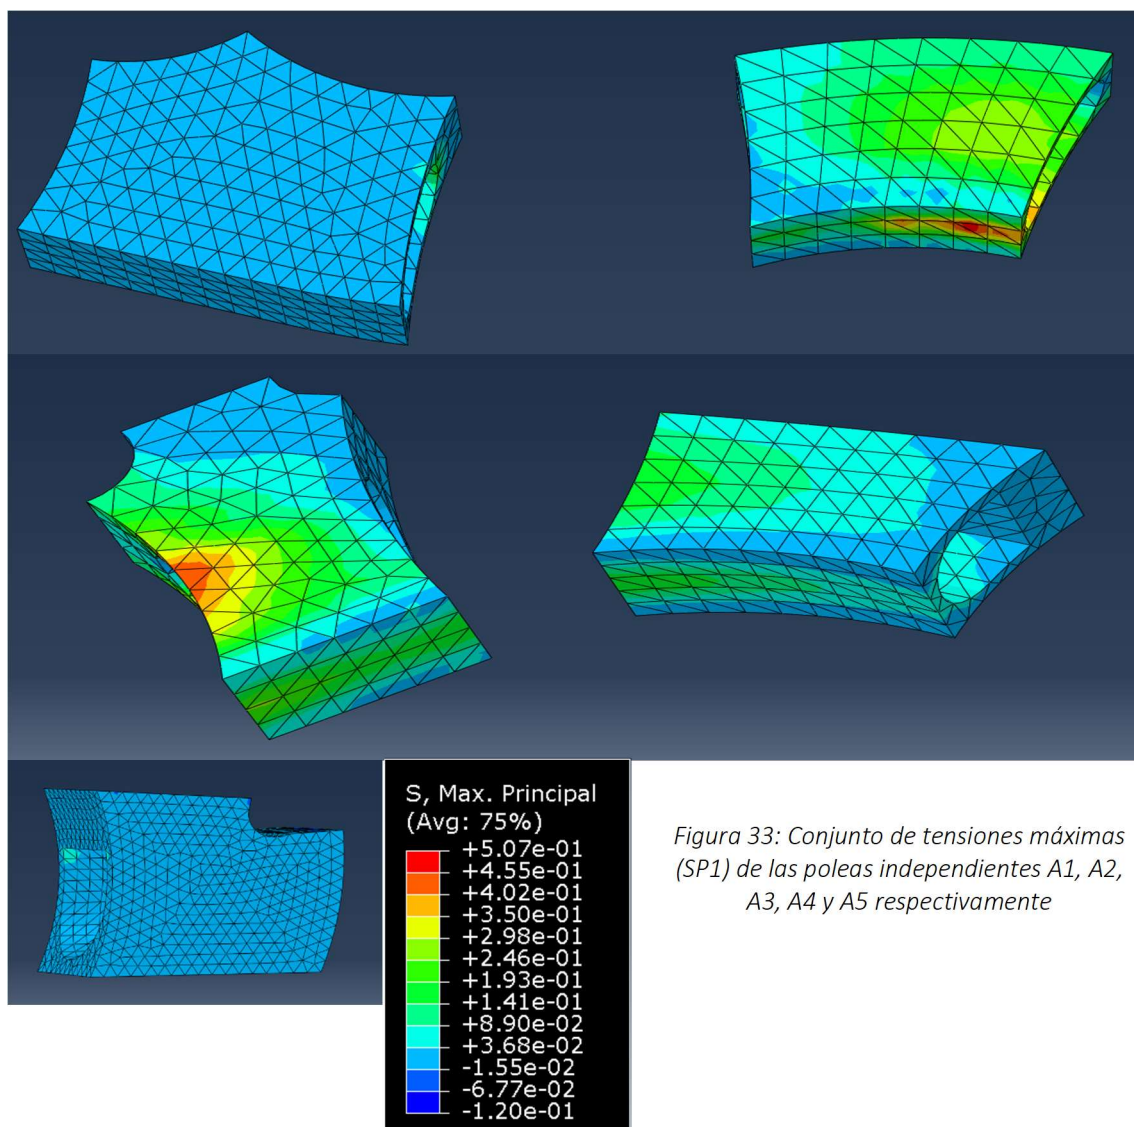 S, Max. Principal
(Avg: 75%)
+5.07e-01
+4.55e-01
+4.02e-01
+3.50e-01
+2.98e-01
+2.46e-01
+1.93e-01
+1.41e-01
+8.90e-02
+3.68e-02
-1.55e-02
-6.77e-02
-1.20e-01
Figura 33: Conjunto de tensiones máximas
(SP1) de las poleas independientes A1, A2,
A3, A4 y A5 respectivamente